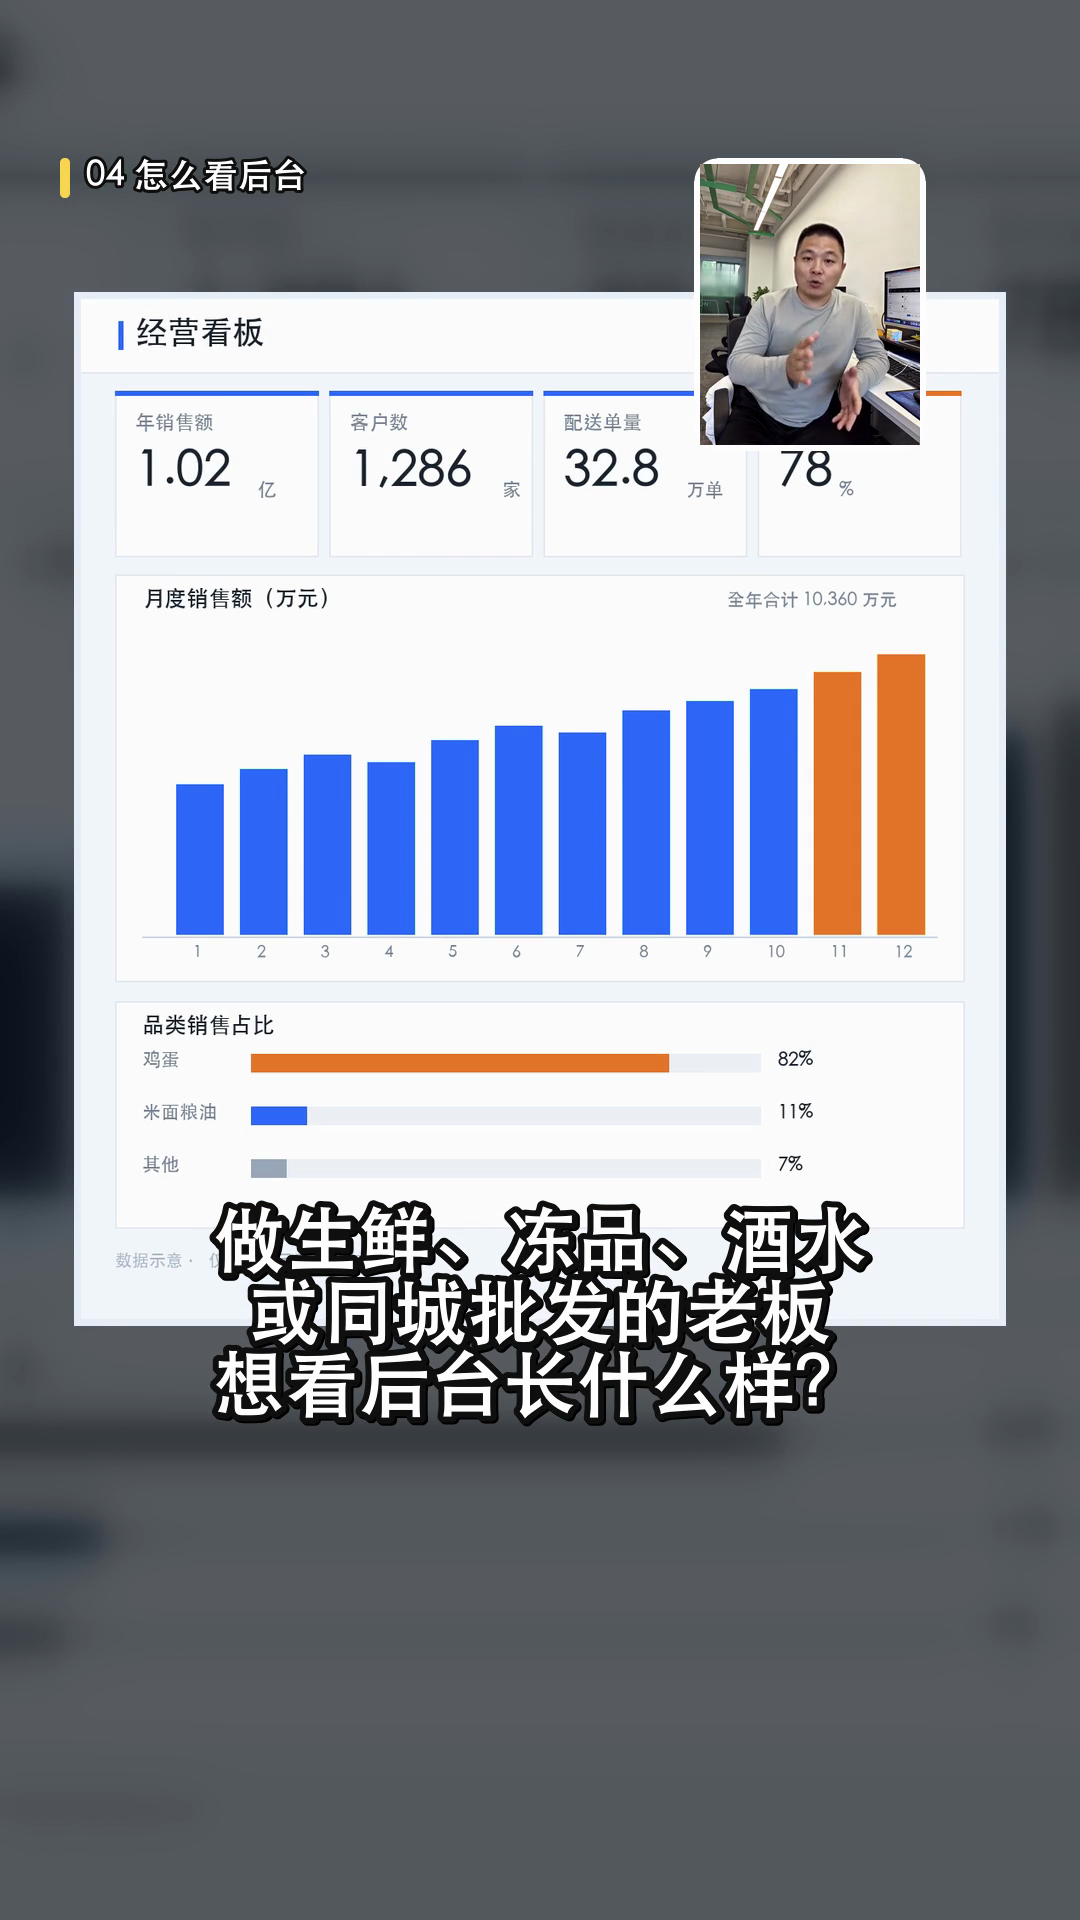 04 怎么看后台
经营看板
年销售额
1.02 亿
客户数
1,286 家
配送单量
32.8 万单
78 %
月度销售额（万元）
全年合计 10,360 万元
1 2 3 4 5 6 7 8 9 10 11 12
品类销售占比
鸡蛋 82%
米面粮油 11%
其他 7%
数据示意 ·
做生鲜、冻品、酒水
或同城批发的老板
想看后台长什么样？